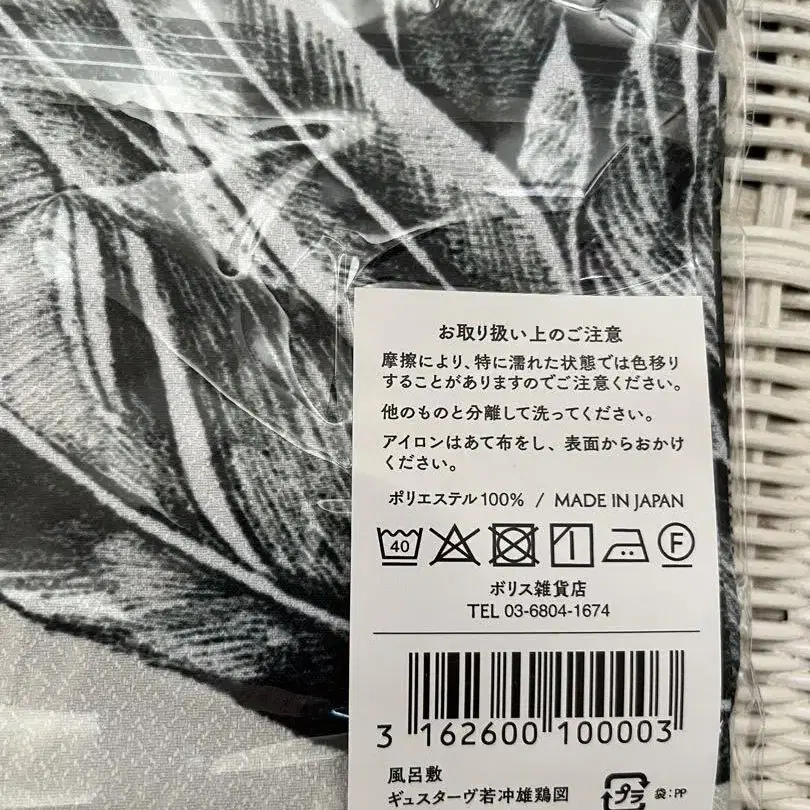 お取り扱い上のご注意
摩擦により、特に濡れた状態では色移り
することがありますのでご注意ください。
他のものと分離して洗ってください。
アイロンはあて布をし、表面からおかけ
ください。
ポリエステル100% / MADE IN JAPAN
40 F
ボリス雑貨店
TEL 03-6804-1674
3 162600 100003
風呂敷
ギュスターヴ若冲雄鶏図
プラ 袋:PP